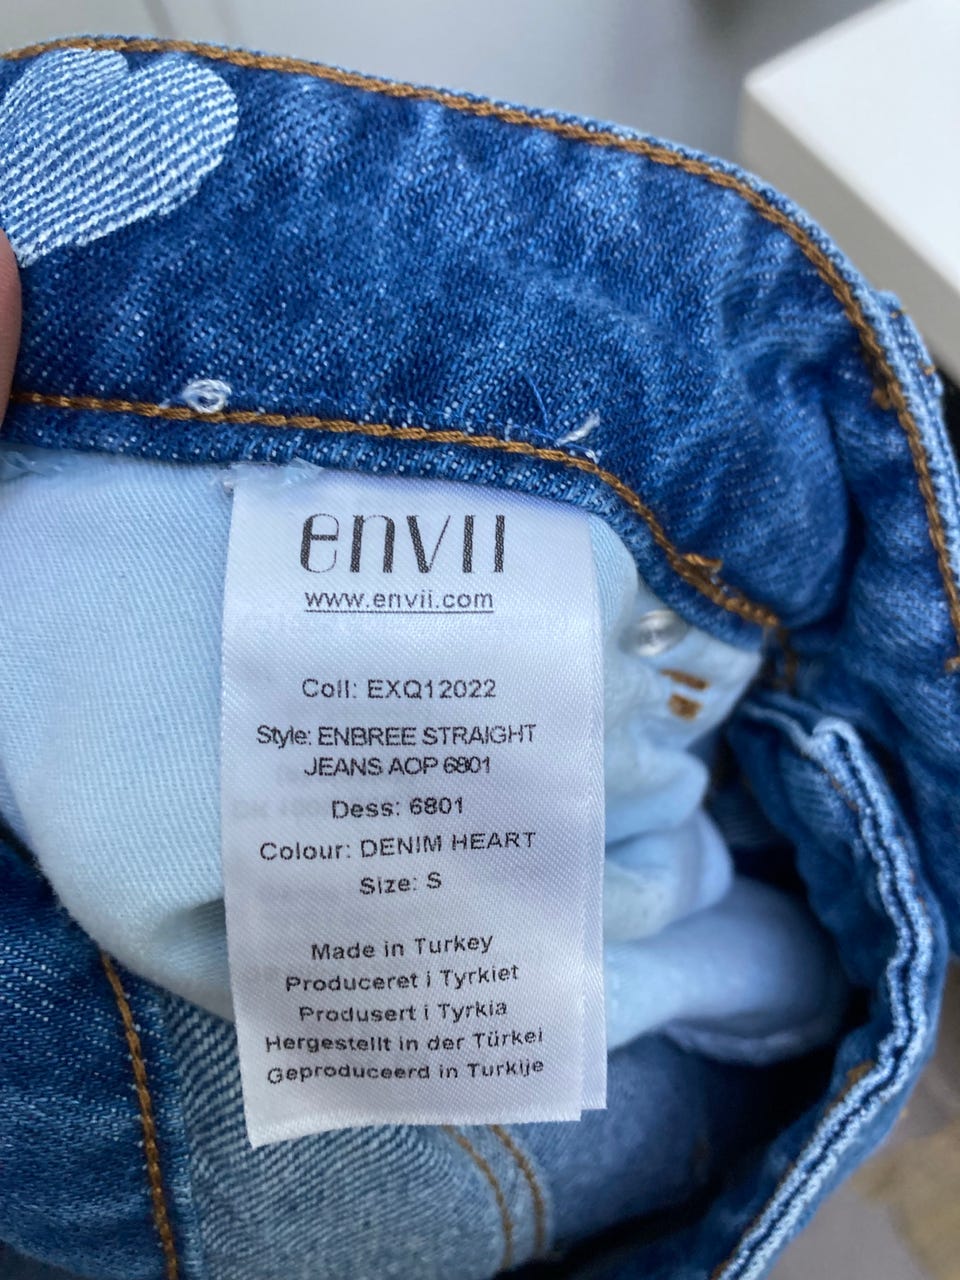 envii
www.envii.com
Coll: EXQ12022
Style: ENBREE STRAIGHT
JEANS AOP 6801
Dess: 6801
Colour: DENIM HEART
Size: S
Made in Turkey
Produceret i Tyrkiet
Produsert i Tyrkia
Hergestellt in der Türkei
Geproduceerd in Turkije